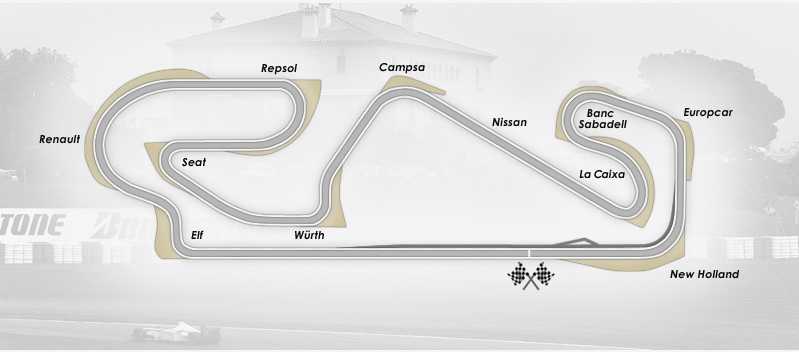 Repsol
Campsa
Nissan
Banc
Sabadell
Europcar
Renault
Seat
La Caixa
Elf
Würth
New Holland
TONE